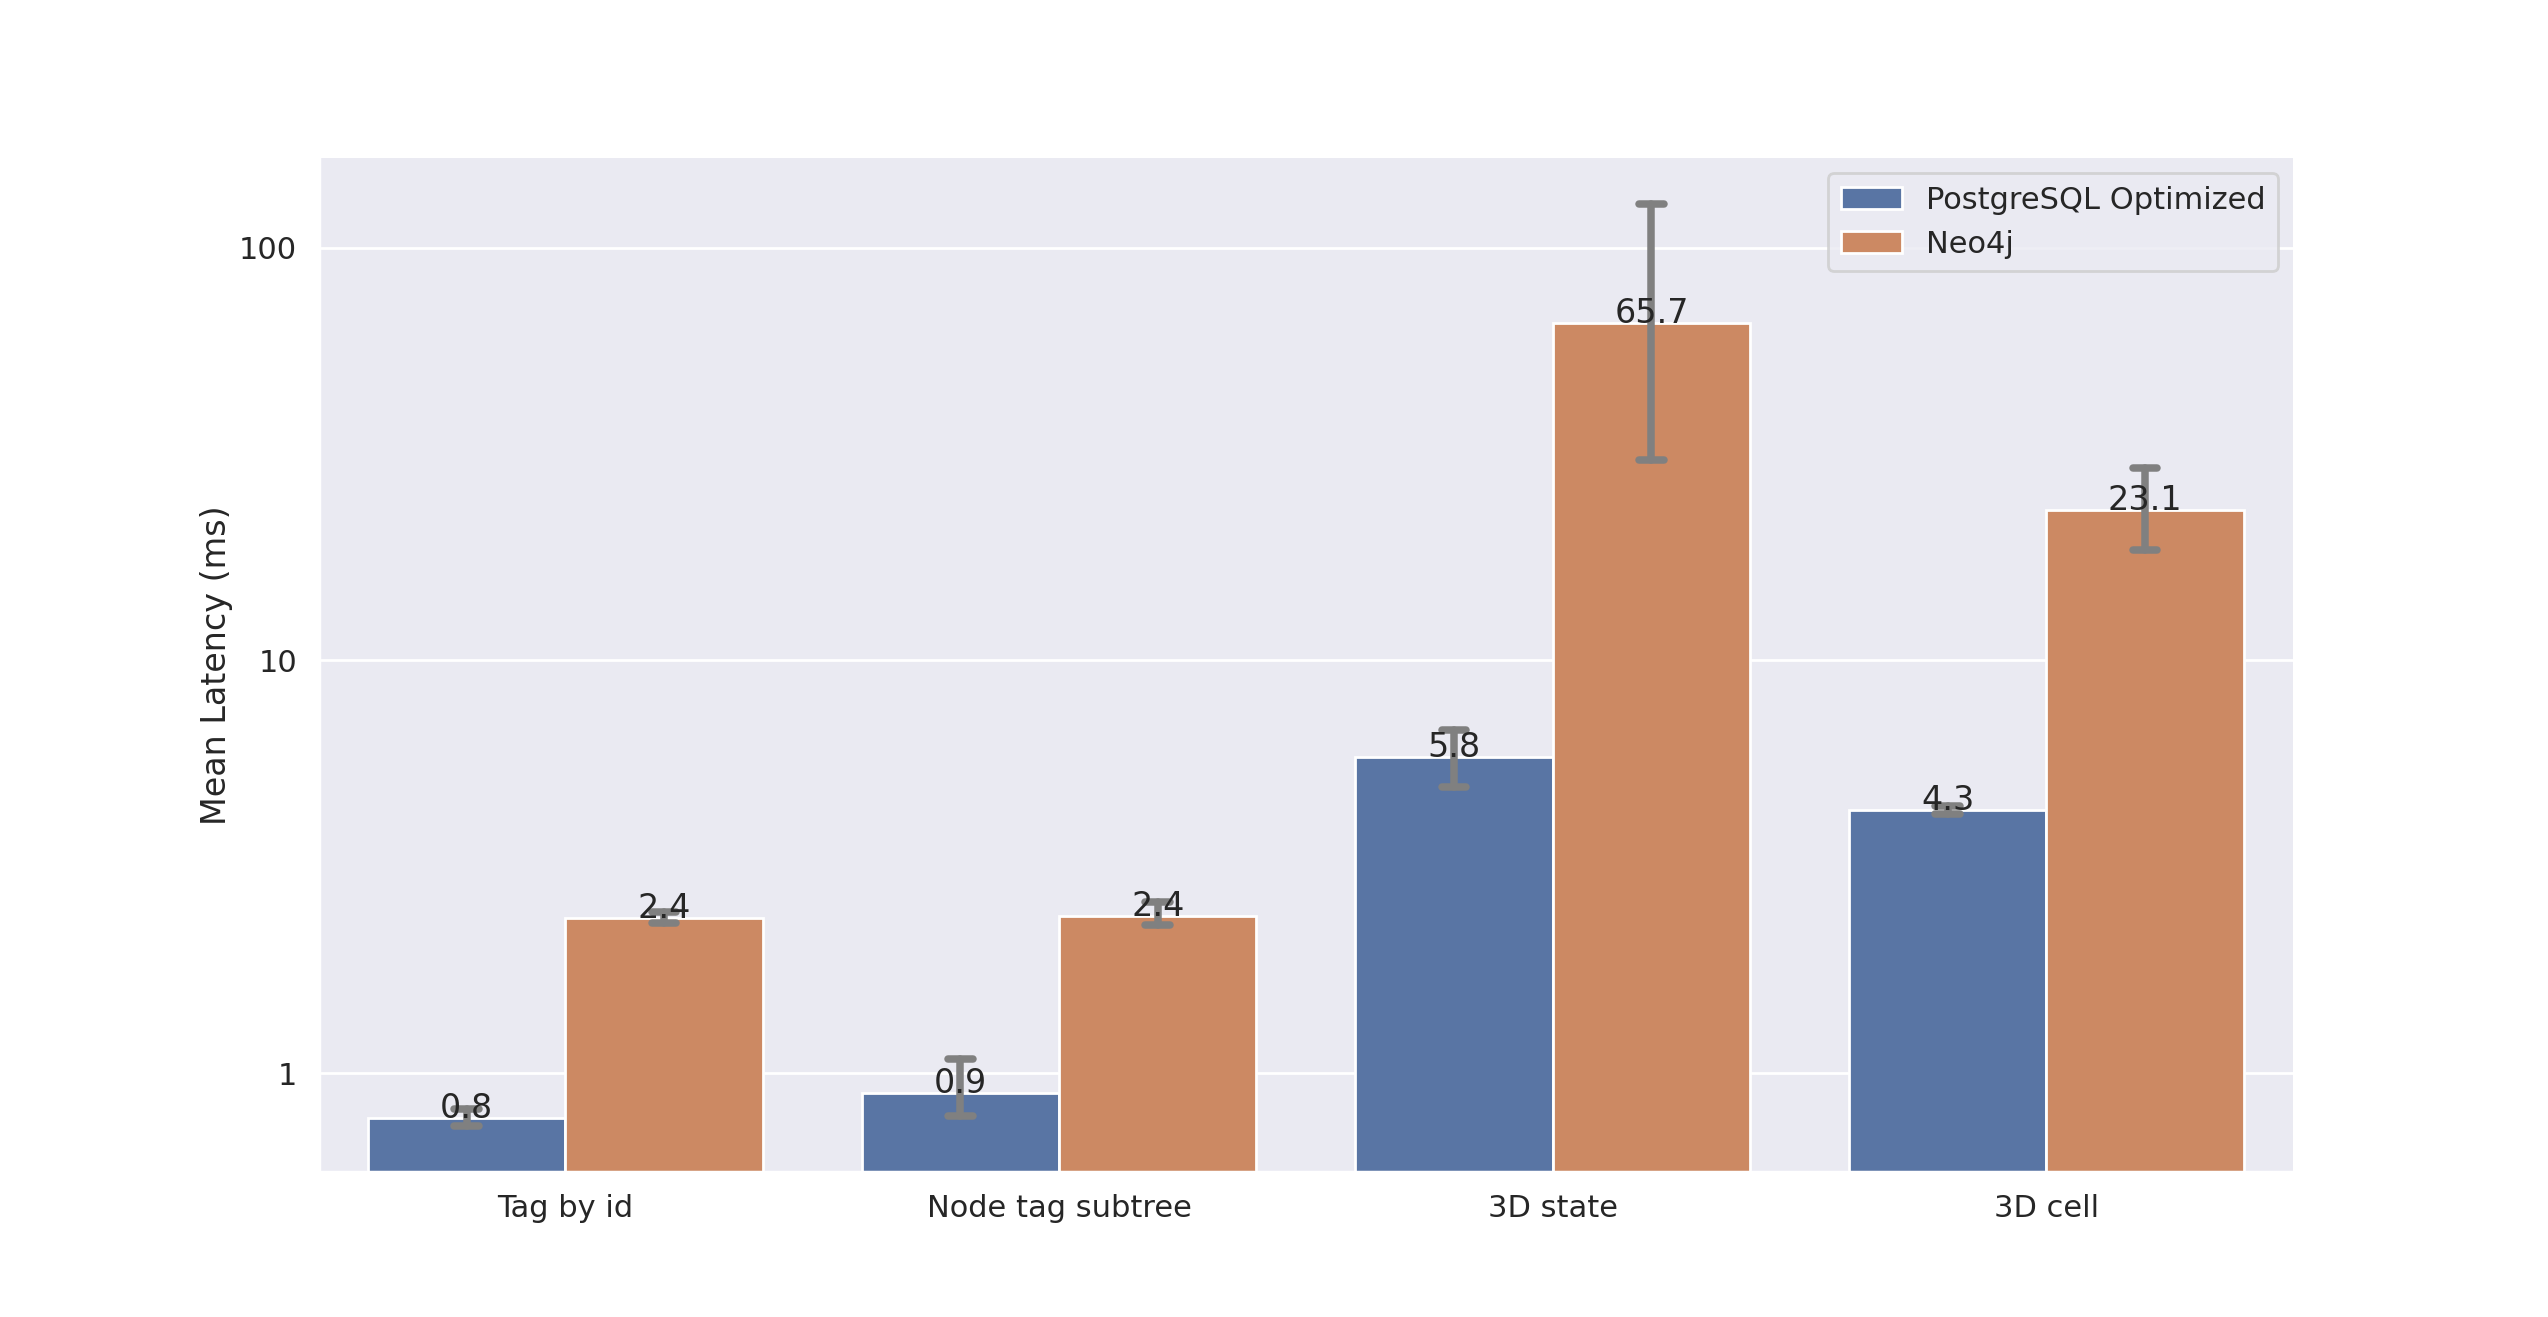 PostgreSQL Optimized
Neo4j
100
10
1
Mean Latency (ms)
65.7
23.1
5.8
4.3
2.4
2.4
0.9
0.8
Tag by id
Node tag subtree
3D state
3D cell